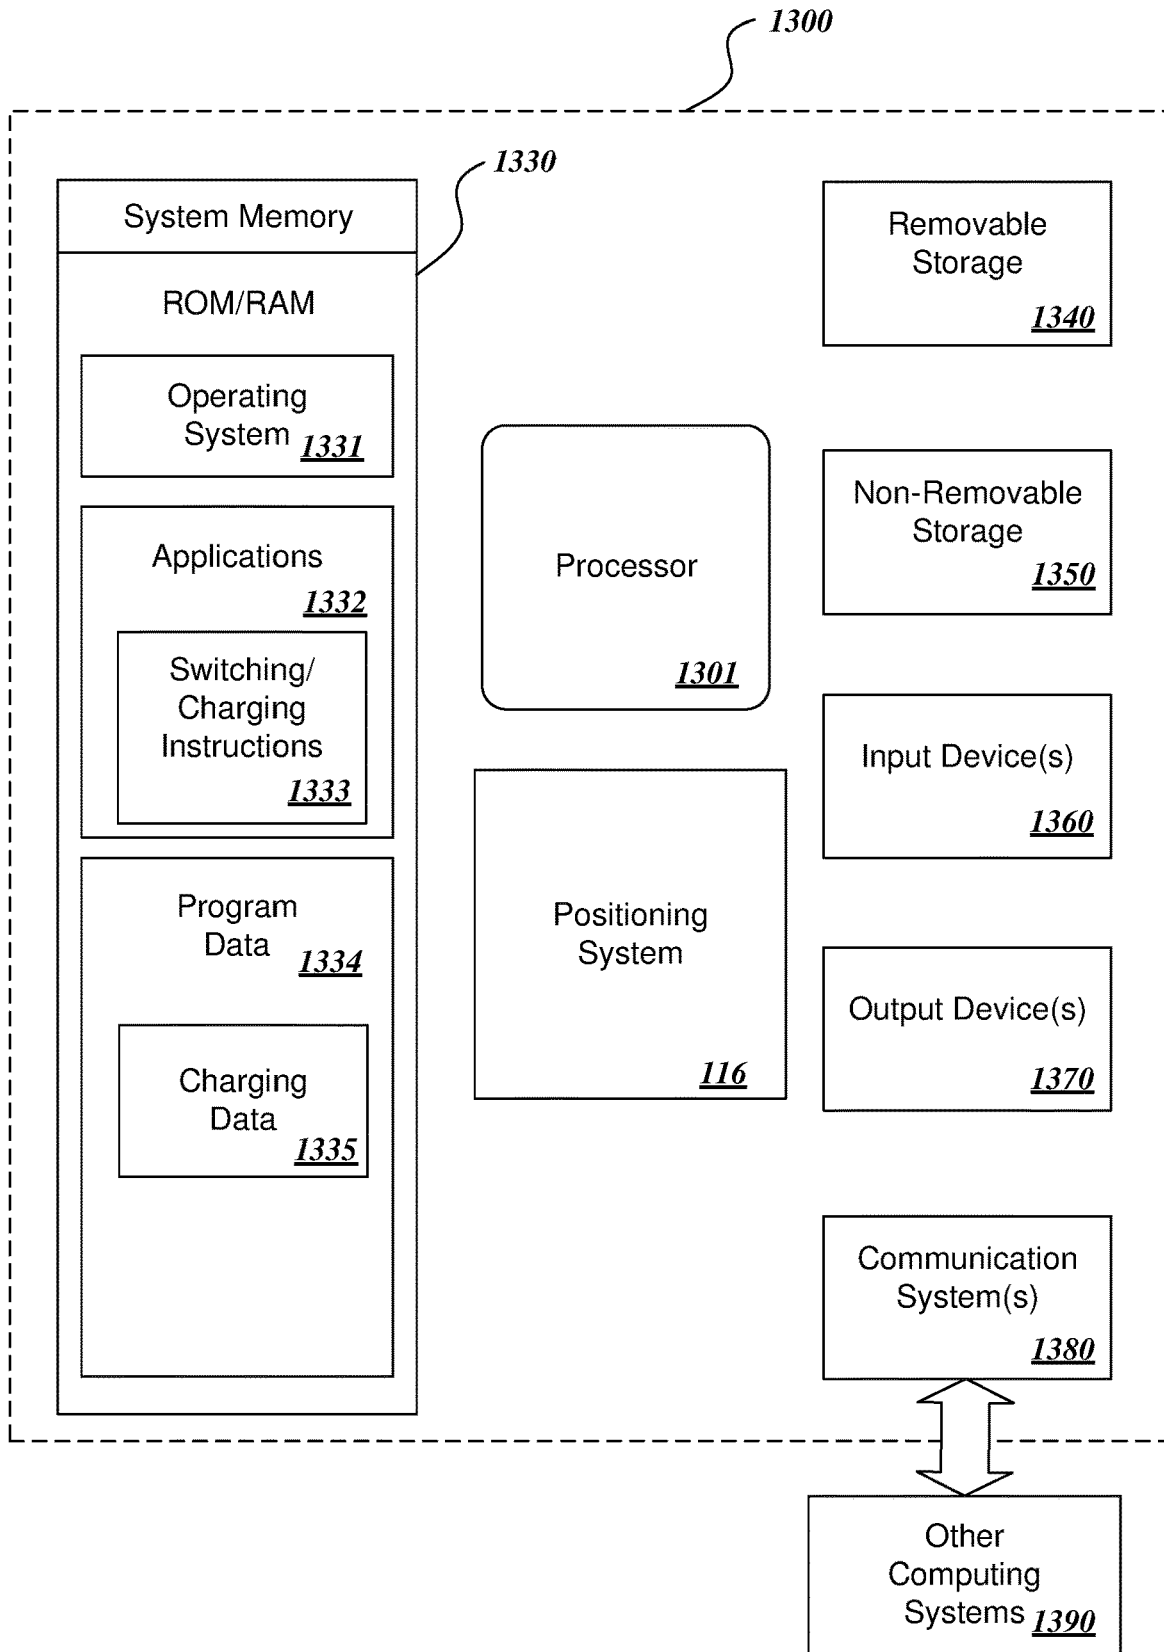 1300
1330
System Memory
ROM/RAM
Operating
System 1331
Applications
1332
Switching/
Charging
Instructions
1333
Program
Data 1334
Charging
Data
1335
Processor
1301
Positioning
System
116
Removable
Storage
1340
Non-Removable
Storage
1350
Input Device(s)
1360
Output Device(s)
1370
Communication
System(s)
1380
Other
Computing
Systems 1390